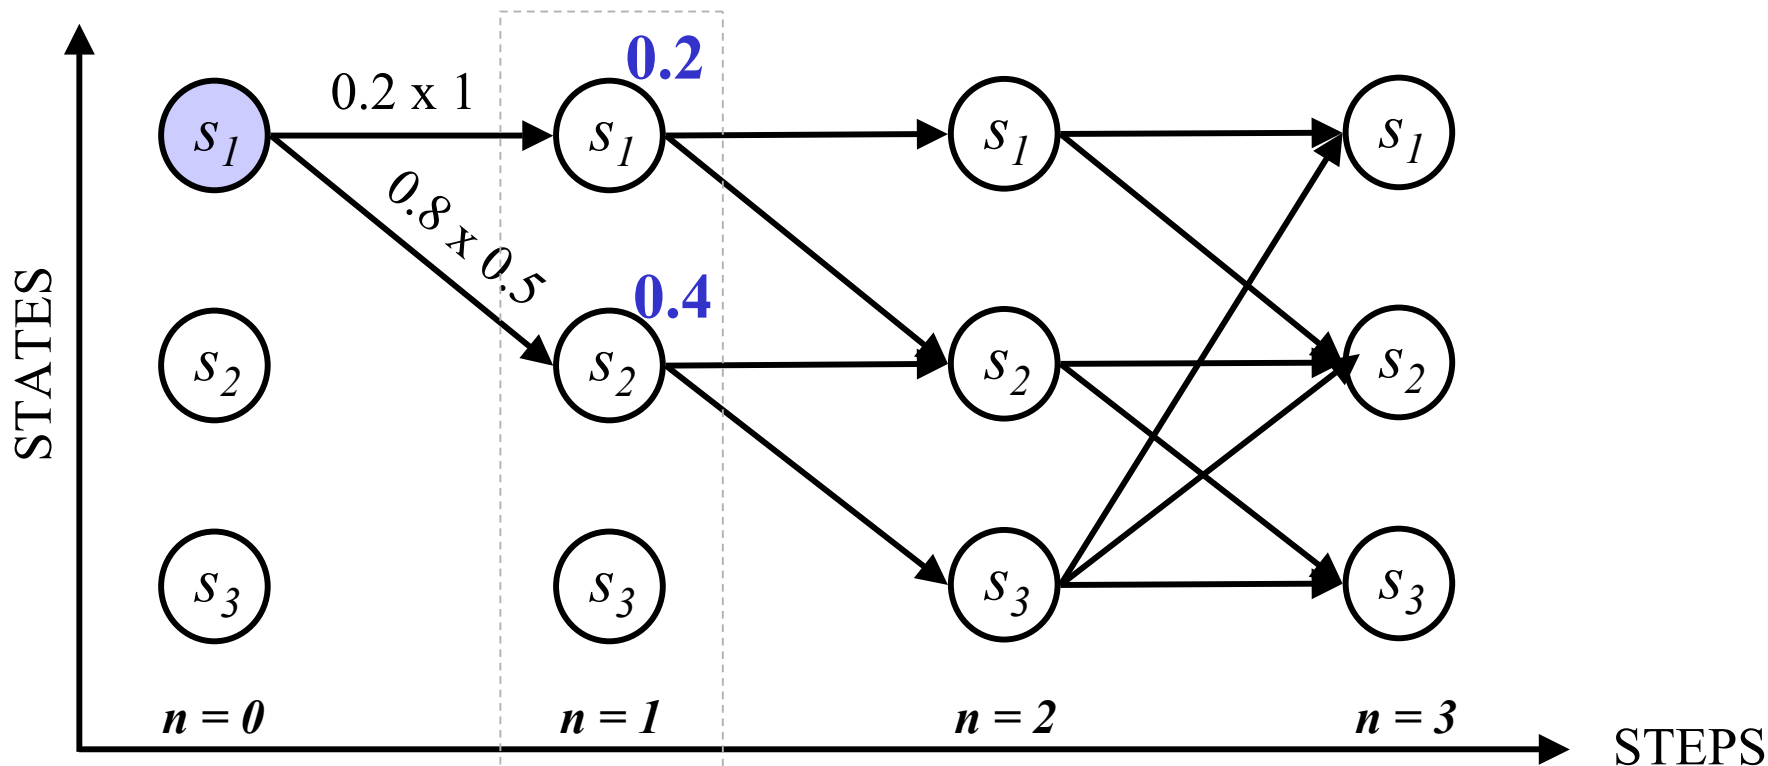 0.2
0.2 x 1
s1
s1
s1
s1
0.8 x 0.5
0.4
STATES
s2
s2
s2
s2
s3
s3
s3
s3
n = 0
n = 1
n = 2
n = 3
STEPS